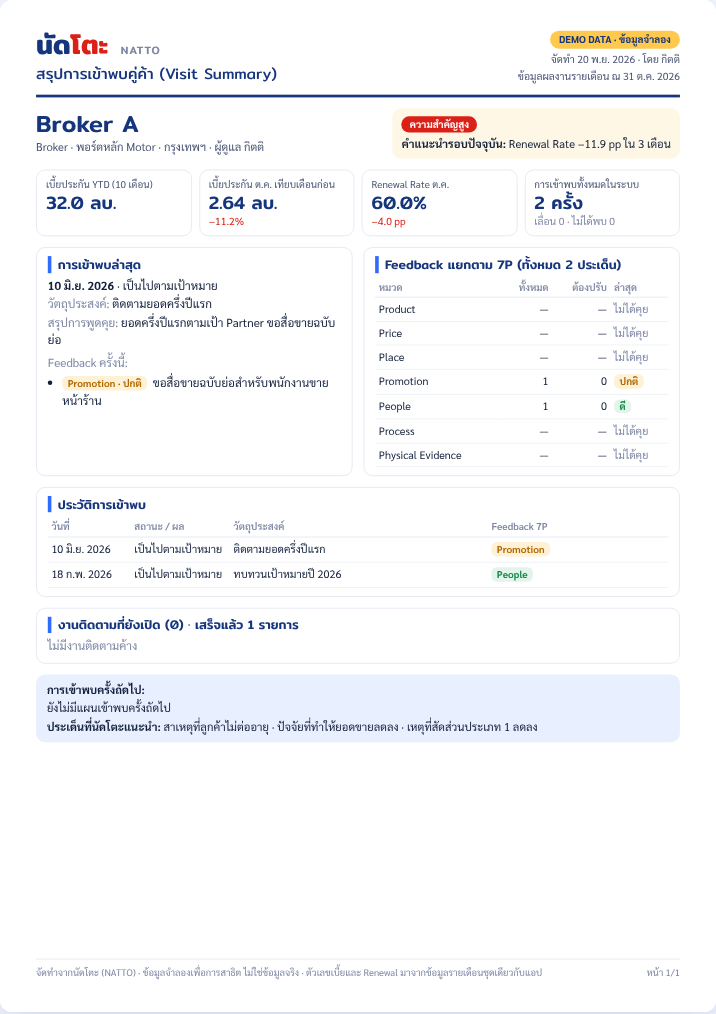 นัดโตะ NATTO
DEMO DATA · ข้อมูลจำลอง
สรุปการเข้าพบคู่ค้า (Visit Summary)
จัดทำ 20 พ.ย. 2026 · โดย กิตติ
ข้อมูลผลงานรายเดือน ณ 31 ต.ค. 2026
Broker A
Broker · พอร์ตหลัก Motor · กรุงเทพฯ · ผู้ดูแล กิตติ
ความสำคัญสูง
คำแนะนำรอบปัจจุบัน: Renewal Rate −11.9 pp ใน 3 เดือน
เบี้ยประกัน YTD (10 เดือน)
32.0 ลบ.
เบี้ยประกัน ต.ค. เทียบเดือนก่อน
2.64 ลบ.
−11.2%
Renewal Rate ต.ค.
60.0%
−4.0 pp
การเข้าพบทั้งหมดในระบบ
2 ครั้ง
เลื่อน 0 · ไม่ได้พบ 0
การเข้าพบล่าสุด
10 มิ.ย. 2026 · เป็นไปตามเป้าหมาย
วัตถุประสงค์: ติดตามยอดครึ่งปีแรก
สรุปการพูดคุย: ยอดครึ่งปีแรกตามเป้า Partner ขอสื่อขายฉบับ
ย่อ
Feedback ครั้งนี้:
• Promotion · ปกติ ขอสื่อขายฉบับย่อสำหรับพนักงานขาย
หน้าร้าน
Feedback แยกตาม 7P (ทั้งหมด 2 ประเด็น)
หมวด ทั้งหมด ต้องปรับ ล่าสุด
Product — — ไม่ได้คุย
Price — — ไม่ได้คุย
Place — — ไม่ได้คุย
Promotion 1 0 ปกติ
People 1 0 ดี
Process — — ไม่ได้คุย
Physical Evidence — — ไม่ได้คุย
ประวัติการเข้าพบ
วันที่ สถานะ / ผล วัตถุประสงค์ Feedback 7P
10 มิ.ย. 2026 เป็นไปตามเป้าหมาย ติดตามยอดครึ่งปีแรก Promotion
18 ก.พ. 2026 เป็นไปตามเป้าหมาย ทบทวนเป้าหมายปี 2026 People
งานติดตามที่ยังเปิด (0) · เสร็จแล้ว 1 รายการ
ไม่มีงานติดตามค้าง
การเข้าพบครั้งถัดไป:
ยังไม่มีแผนเข้าพบครั้งถัดไป
ประเด็นที่นัดโตะแนะนำ: สาเหตุที่ลูกค้าไม่ต่ออายุ · ปัจจัยที่ทำให้ยอดขายลดลง · เหตุที่สัดส่วนประเภท 1 ลดลง
จัดทำจากนัดโตะ (NATTO) · ข้อมูลจำลองเพื่อการสาธิต ไม่ใช่ข้อมูลจริง · ตัวเลขเบี้ยและ Renewal มาจากข้อมูลรายเดือนชุดเดียวกับแอป
หน้า 1/1